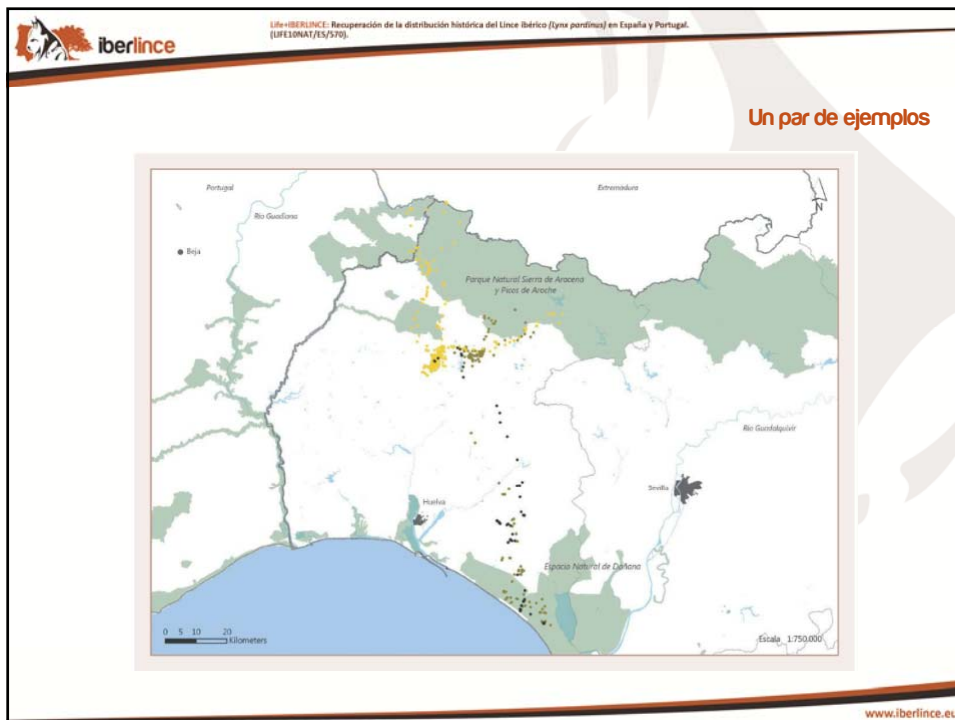 iberlince
Life+IBERLINCE: Recuperación de la distribución histórica del Lince ibérico (Lynx pardinus) en España y Portugal.
(LIFE10NAT/ES/570).
Un par de ejemplos
Portugal
Extremadura
N
Río Guadiana
Beja
Parque Natural Sierra de Aracena
y Picos de Aroche
Río Guadalquivir
Sevilla
Huelva
Espacio Natural de Doñana
0 5 10 20
Kilometers
Escala 1:750.000
www.iberlince.eu